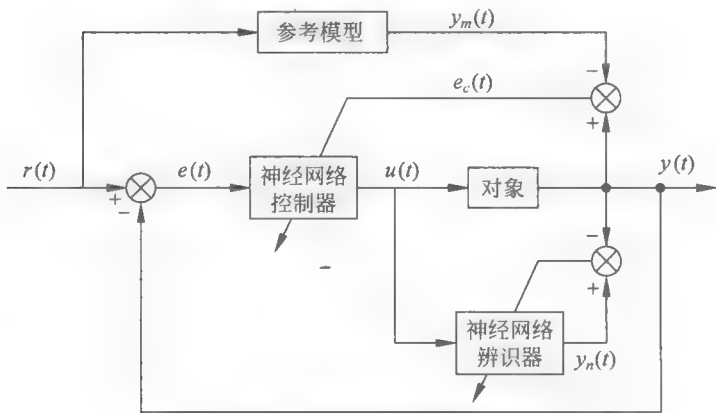 参考模型
y_m(t)
−
e_c(t)
+
r(t)
+
−
e(t)
神经网络
控制器
u(t)
对象
y(t)
−
+
神经网络
辨识器
y_n(t)